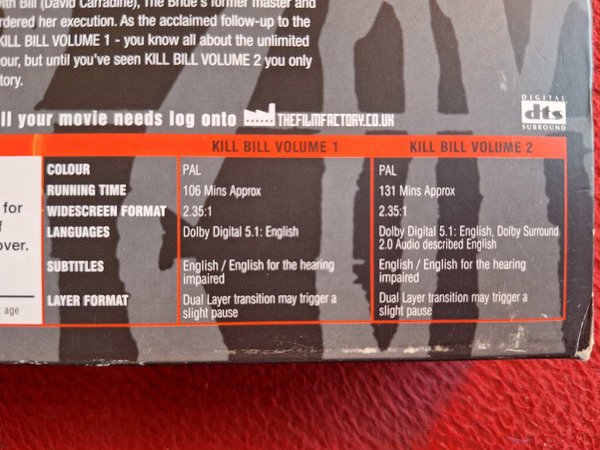 with Bill (David Carradine), The Bride's former master and
ordered her execution. As the acclaimed follow-up to the
KILL BILL VOLUME 1 - you know all about the unlimited
but until you've seen KILL BILL VOLUME 2 you only
ll your movie needs log onto THEFILMFACTORY.CO.UK
DIGITAL
dts
SURROUND
KILL BILL VOLUME 1 KILL BILL VOLUME 2
COLOUR PAL PAL
RUNNING TIME 106 Mins Approx 131 Mins Approx
WIDESCREEN FORMAT 2.35:1 2.35:1
LANGUAGES Dolby Digital 5.1: English Dolby Digital 5.1: English, Dolby Surround
2.0 Audio described English
SUBTITLES English / English for the hearing English / English for the hearing
impaired impaired
LAYER FORMAT Dual Layer transition may trigger a Dual Layer transition may trigger a
slight pause slight pause
for
over.
age